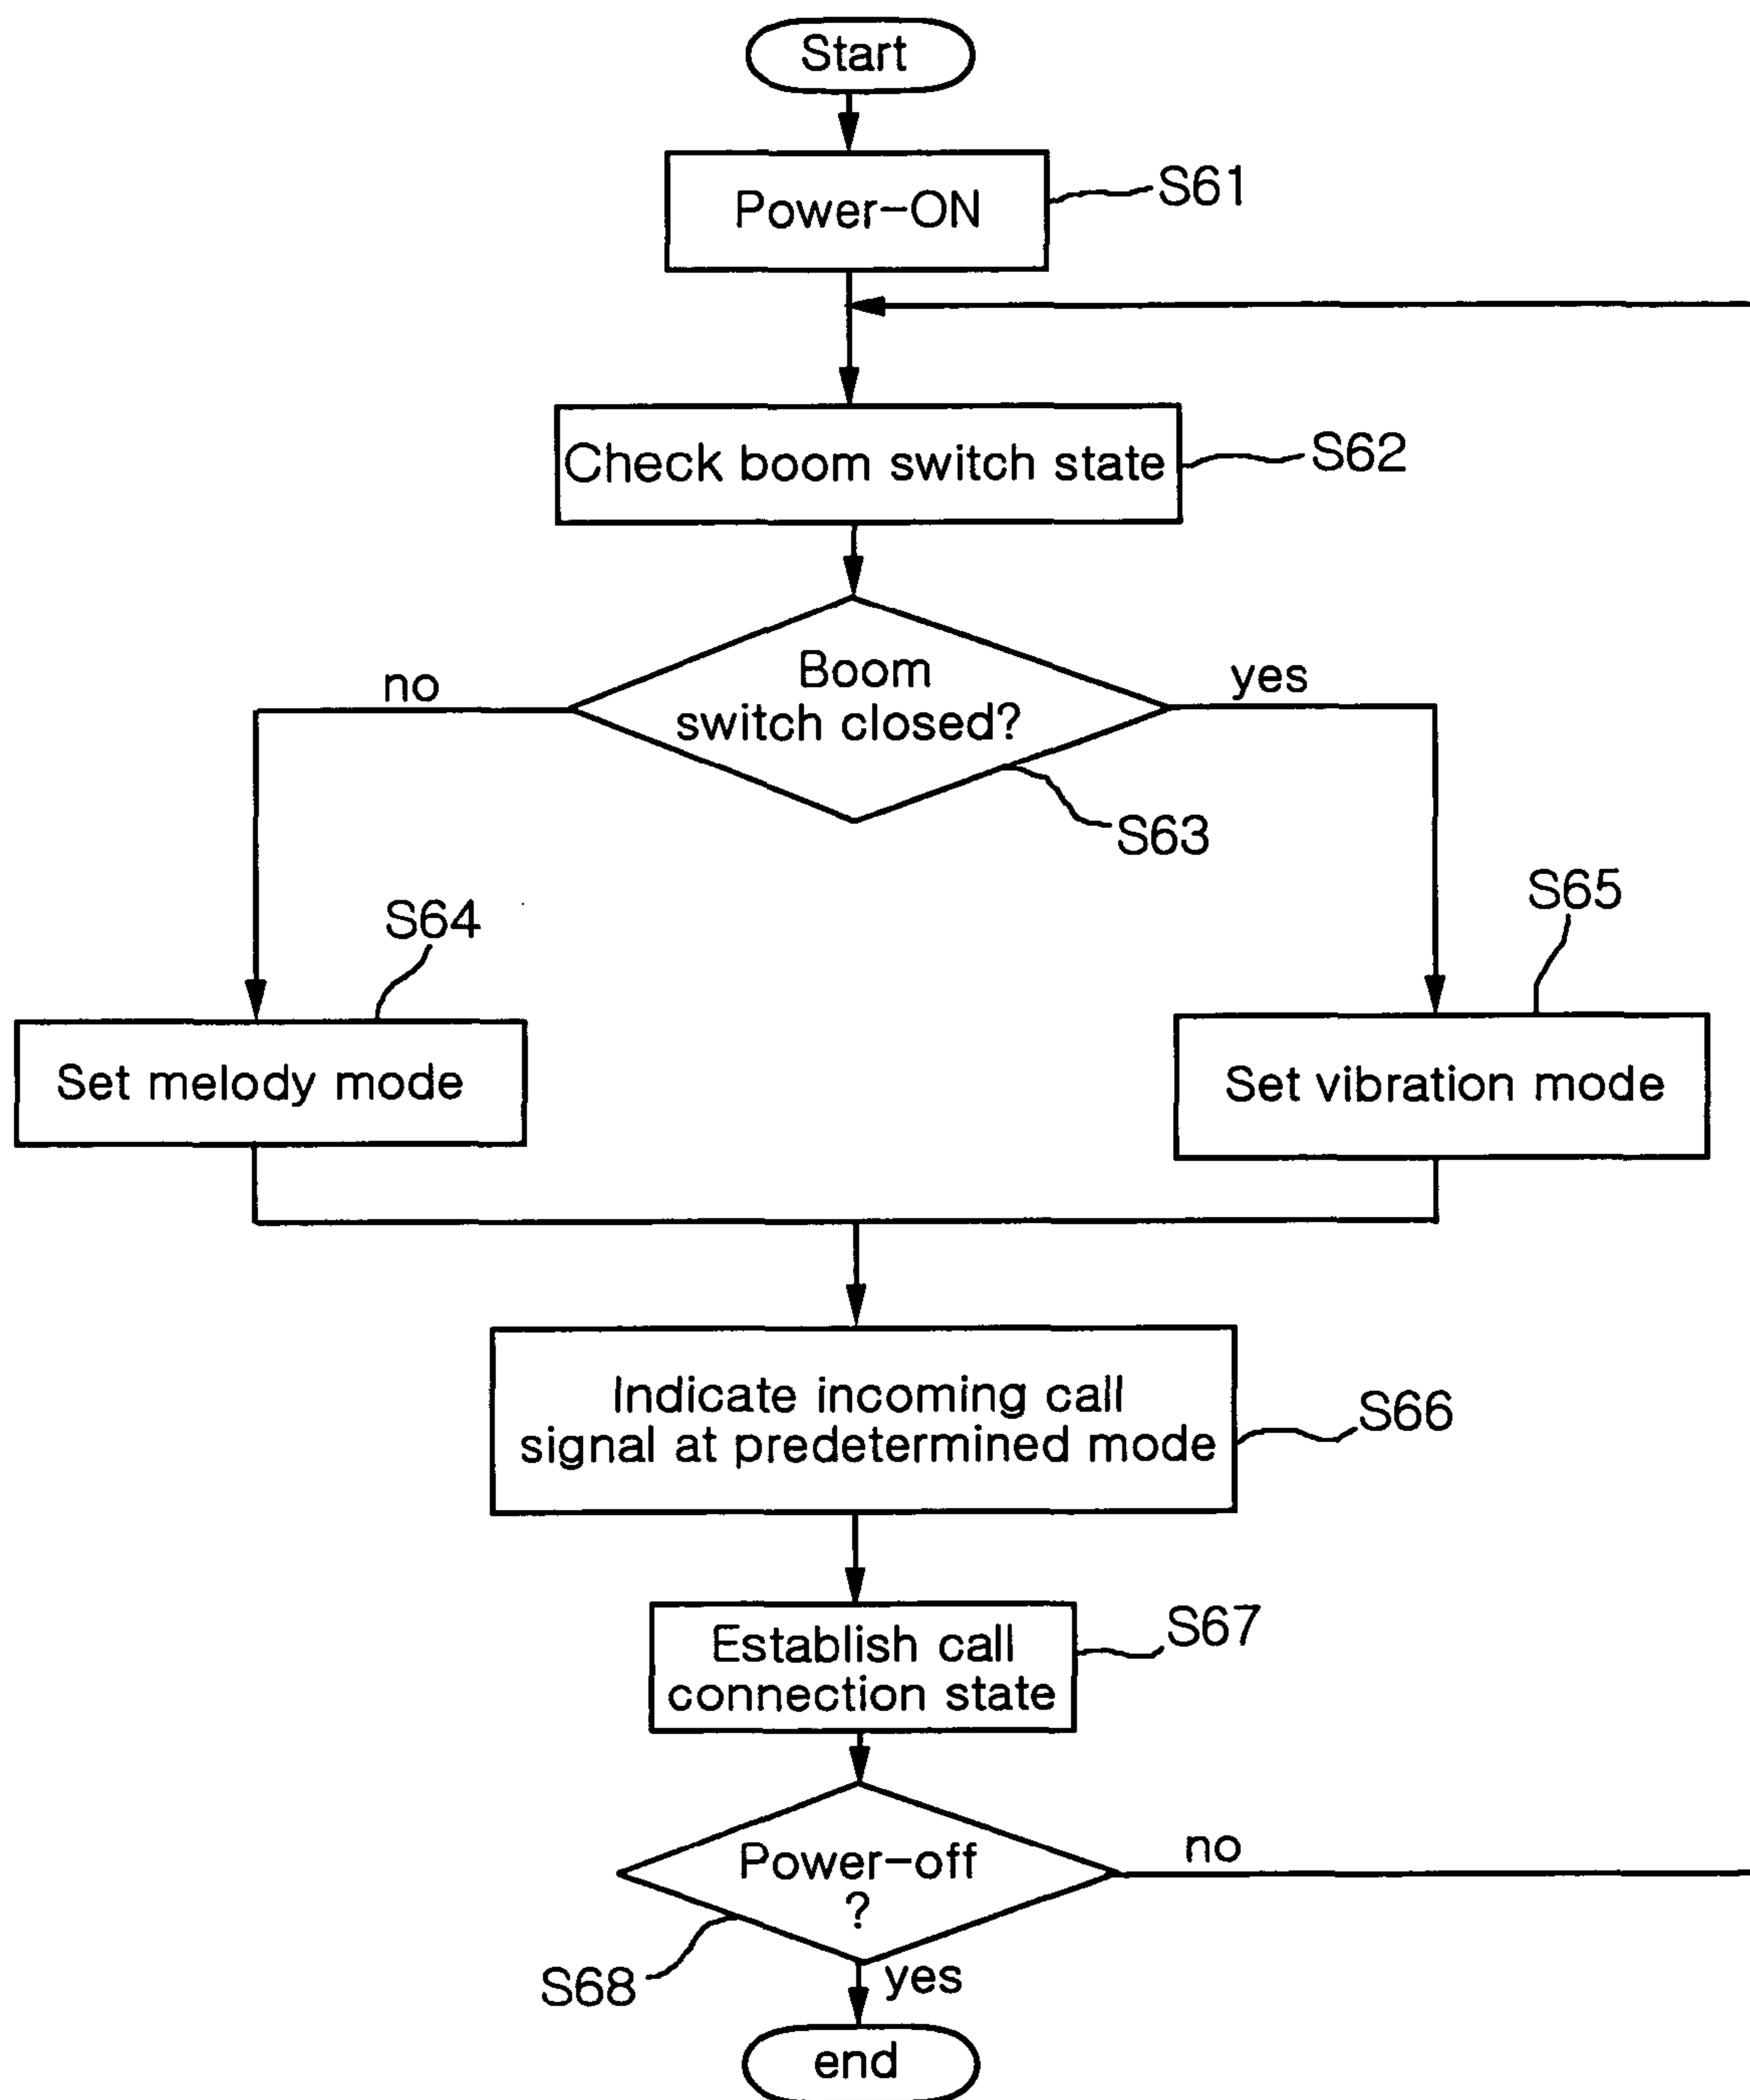 Start
Power-ON
S61
Check boom switch state
S62
Boom
switch closed?
no
yes
S63
S64
S65
Set melody mode
Set vibration mode
Indicate incoming call
signal at predetermined mode
S66
Establish call
connection state
S67
Power-off
?
no
S68
yes
end